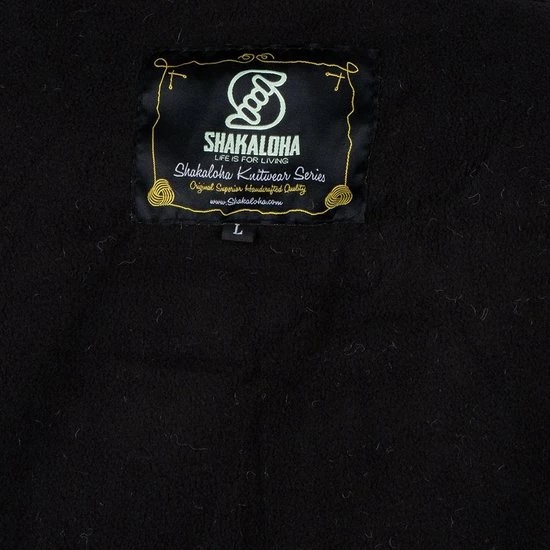 SHAKALOHA
LIFE IS FOR LIVING
Shakaloha Knitwear Series
Original Superior Handcrafted Quality
www.Shakaloha.com
L